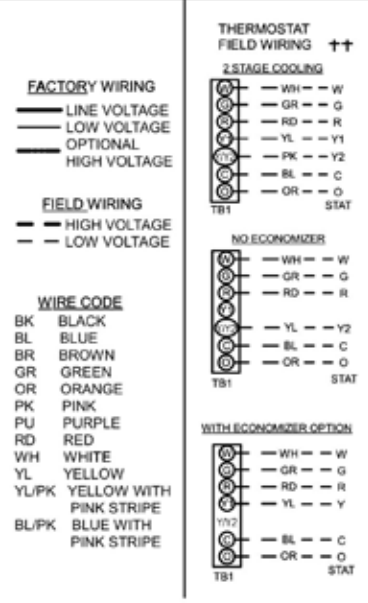 FACTORY WIRING
LINE VOLTAGE
LOW VOLTAGE
OPTIONAL
HIGH VOLTAGE
FIELD WIRING
HIGH VOLTAGE
LOW VOLTAGE
WIRE CODE
BK BLACK
BL BLUE
BR BROWN
GR GREEN
OR ORANGE
PK PINK
PU PURPLE
RD RED
WH WHITE
YL YELLOW
YL/PK YELLOW WITH
PINK STRIPE
BL/PK BLUE WITH
PINK STRIPE
THERMOSTAT
FIELD WIRING ††
2 STAGE COOLING
W WH W
G GR G
R RD R
Y1 YL Y1
Y/Y2 PK Y2
C BL C
O OR O
TB1 STAT
NO ECONOMIZER
W WH W
G GR G
R RD R
Y1
Y/Y2 YL Y2
C BL C
O OR O
TB1 STAT
WITH ECONOMIZER OPTION
W WH W
G GR G
R RD R
Y1 YL Y
Y/Y2
C BL C
O OR O
TB1 STAT